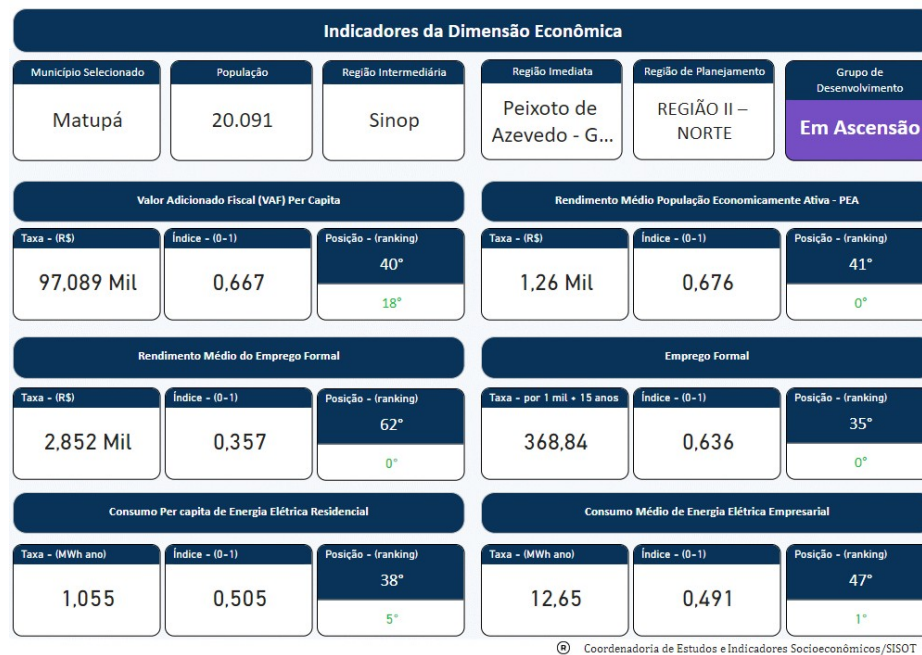 Indicadores da Dimensão Econômica
Município Selecionado
Matupá
População
20.091
Região Intermediária
Sinop
Região Imediata
Peixoto de
Azevedo - G...
Região de Planejamento
REGIÃO II –
NORTE
Grupo de
Desenvolvimento
Em Ascensão
Valor Adicionado Fiscal (VAF) Per Capita
Taxa - (R$)
97,089 Mil
Índice - (0-1)
0,667
Posição - (ranking)
40°
18°
Rendimento Médio População Economicamente Ativa - PEA
Taxa - (R$)
1,26 Mil
Índice - (0-1)
0,676
Posição - (ranking)
41°
0°
Rendimento Médio do Emprego Formal
Taxa - (R$)
2,852 Mil
Índice - (0-1)
0,357
Posição - (ranking)
62°
0°
Emprego Formal
Taxa - por 1 mil + 15 anos
368,84
Índice - (0-1)
0,636
Posição - (ranking)
35°
0°
Consumo Per capita de Energia Elétrica Residencial
Taxa - (MWh ano)
1,055
Índice - (0-1)
0,505
Posição - (ranking)
38°
5°
Consumo Médio de Energia Elétrica Empresarial
Taxa - (MWh ano)
12,65
Índice - (0-1)
0,491
Posição - (ranking)
47°
1°
® Coordenadoria de Estudos e Indicadores Socioeconômicos/SISOT